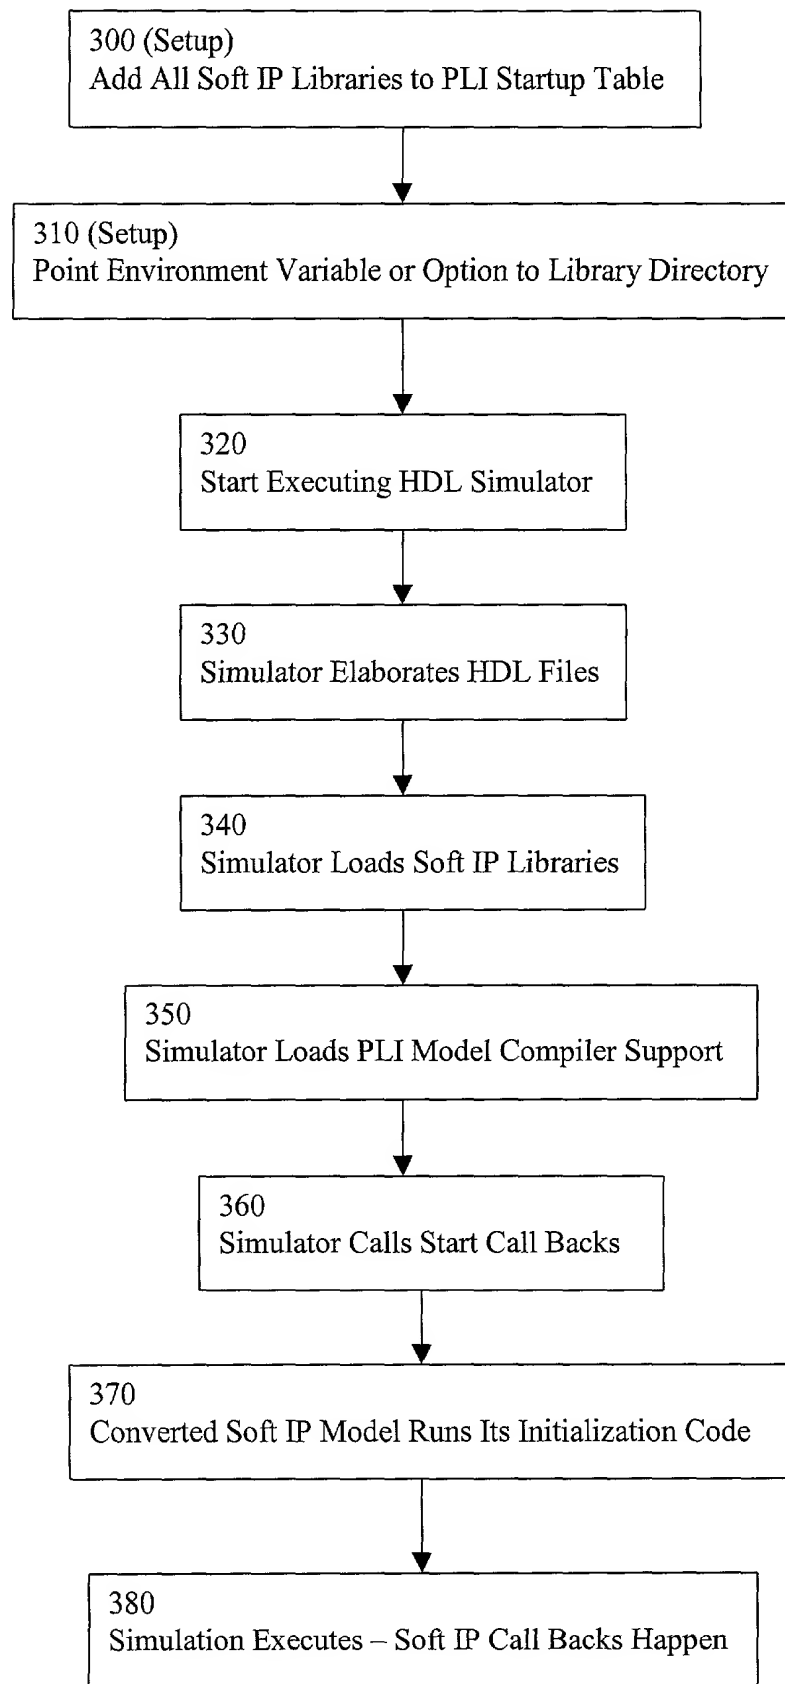 300 (Setup)
Add All Soft IP Libraries to PLI Startup Table
310 (Setup)
Point Environment Variable or Option to Library Directory
320
Start Executing HDL Simulator
330
Simulator Elaborates HDL Files
340
Simulator Loads Soft IP Libraries
350
Simulator Loads PLI Model Compiler Support
360
Simulator Calls Start Call Backs
370
Converted Soft IP Model Runs Its Initialization Code
380
Simulation Executes – Soft IP Call Backs Happen